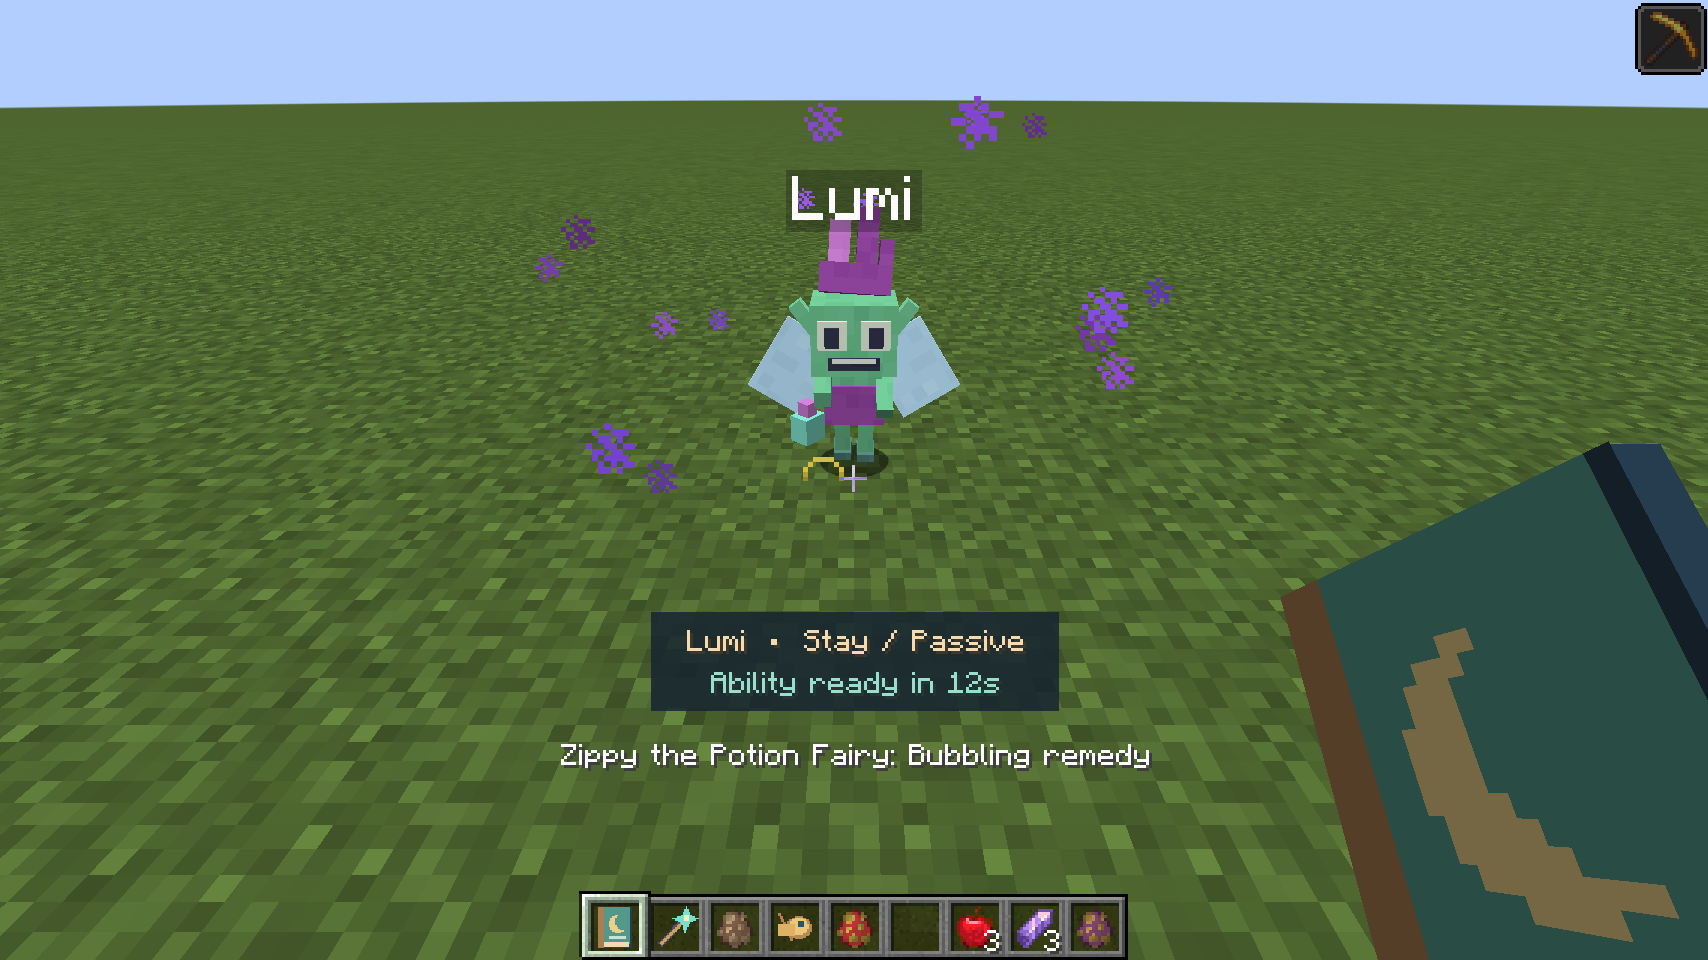 Lumi
Lumi • Stay / Passive
Ability ready in 12s
Zippy the Potion Fairy: Bubbling remedy
3
3